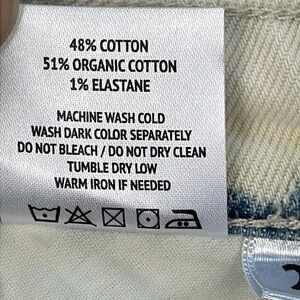 48% COTTON
51% ORGANIC COTTON
1% ELASTANE
MACHINE WASH COLD
WASH DARK COLOR SEPARATELY
DO NOT BLEACH / DO NOT DRY CLEAN
TUMBLE DRY LOW
WARM IRON IF NEEDED